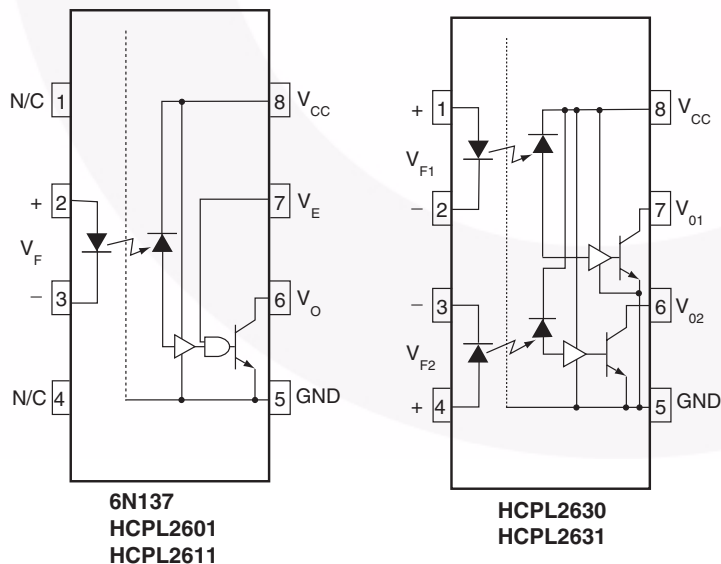 N/C 1
8 V_CC
+ 2
7 V_E
V_F
− 3
6 V_O
N/C 4
5 GND
6N137
HCPL2601
HCPL2611
+ 1
8 V_CC
V_F1
− 2
7 V_01
− 3
6 V_02
V_F2
+ 4
5 GND
HCPL2630
HCPL2631